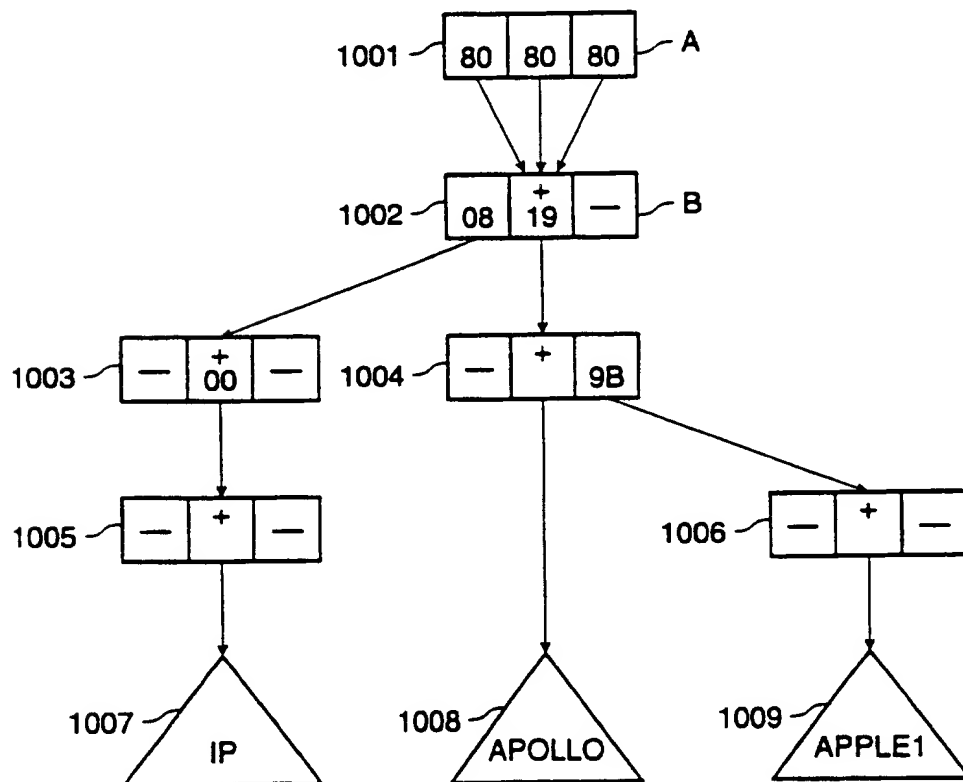 1001 80 80 80 A
1002 08 + 19 — B
1003 — + 00 —
1004 — + 9B
1005 — + —
1006 — + —
1007 IP
1008 APOLLO
1009 APPLE1